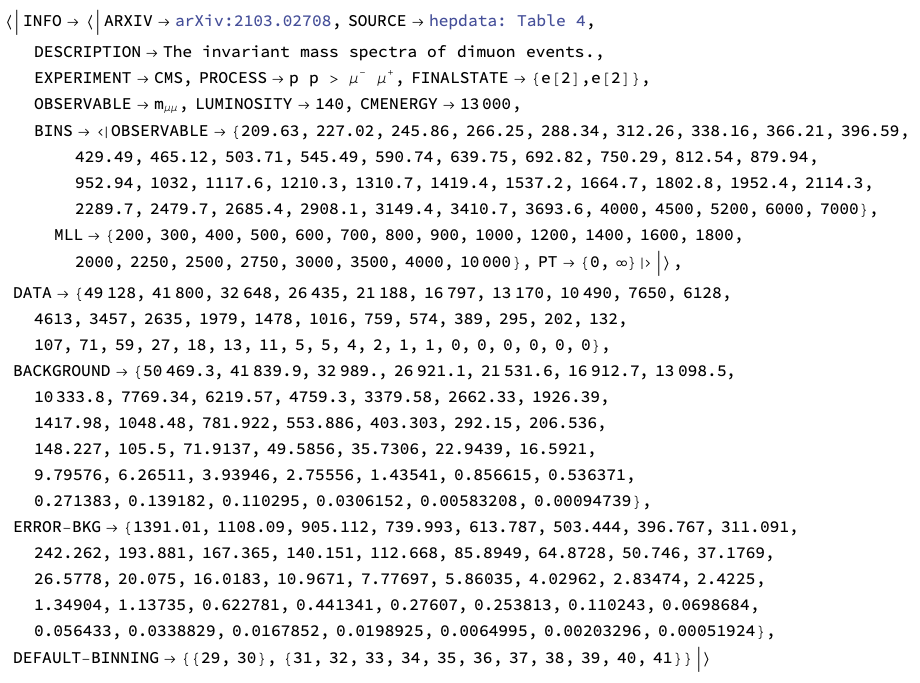 ⟨| INFO → ⟨| ARXIV → arXiv:2103.02708, SOURCE → hepdata: Table 4,
DESCRIPTION → The invariant mass spectra of dimuon events.,
EXPERIMENT → CMS, PROCESS → p p > μ⁻ μ⁺, FINALSTATE → {e[2],e[2]},
OBSERVABLE → mμμ, LUMINOSITY → 140, CMENERGY → 13 000,
BINS → <|OBSERVABLE → {209.63, 227.02, 245.86, 266.25, 288.34, 312.26, 338.16, 366.21, 396.59,
429.49, 465.12, 503.71, 545.49, 590.74, 639.75, 692.82, 750.29, 812.54, 879.94,
952.94, 1032, 1117.6, 1210.3, 1310.7, 1419.4, 1537.2, 1664.7, 1802.8, 1952.4, 2114.3,
2289.7, 2479.7, 2685.4, 2908.1, 3149.4, 3410.7, 3693.6, 4000, 4500, 5200, 6000, 7000},
MLL → {200, 300, 400, 500, 600, 700, 800, 900, 1000, 1200, 1400, 1600, 1800,
2000, 2250, 2500, 2750, 3000, 3500, 4000, 10 000}, PT → {0, ∞} |> |⟩,
DATA → {49 128, 41 800, 32 648, 26 435, 21 188, 16 797, 13 170, 10 490, 7650, 6128,
4613, 3457, 2635, 1979, 1478, 1016, 759, 574, 389, 295, 202, 132,
107, 71, 59, 27, 18, 13, 11, 5, 5, 4, 2, 1, 1, 0, 0, 0, 0, 0, 0},
BACKGROUND → {50 469.3, 41 839.9, 32 989., 26 921.1, 21 531.6, 16 912.7, 13 098.5,
10 333.8, 7769.34, 6219.57, 4759.3, 3379.58, 2662.33, 1926.39,
1417.98, 1048.48, 781.922, 553.886, 403.303, 292.15, 206.536,
148.227, 105.5, 71.9137, 49.5856, 35.7306, 22.9439, 16.5921,
9.79576, 6.26511, 3.93946, 2.75556, 1.43541, 0.856615, 0.536371,
0.271383, 0.139182, 0.110295, 0.0306152, 0.00583208, 0.00094739},
ERROR-BKG → {1391.01, 1108.09, 905.112, 739.993, 613.787, 503.444, 396.767, 311.091,
242.262, 193.881, 167.365, 140.151, 112.668, 85.8949, 64.8728, 50.746, 37.1769,
26.5778, 20.075, 16.0183, 10.9671, 7.77697, 5.86035, 4.02962, 2.83474, 2.4225,
1.34904, 1.13735, 0.622781, 0.441341, 0.27607, 0.253813, 0.110243, 0.0698684,
0.056433, 0.0338829, 0.0167852, 0.0198925, 0.0064995, 0.00203296, 0.00051924},
DEFAULT-BINNING → {{29, 30}, {31, 32, 33, 34, 35, 36, 37, 38, 39, 40, 41}} |⟩